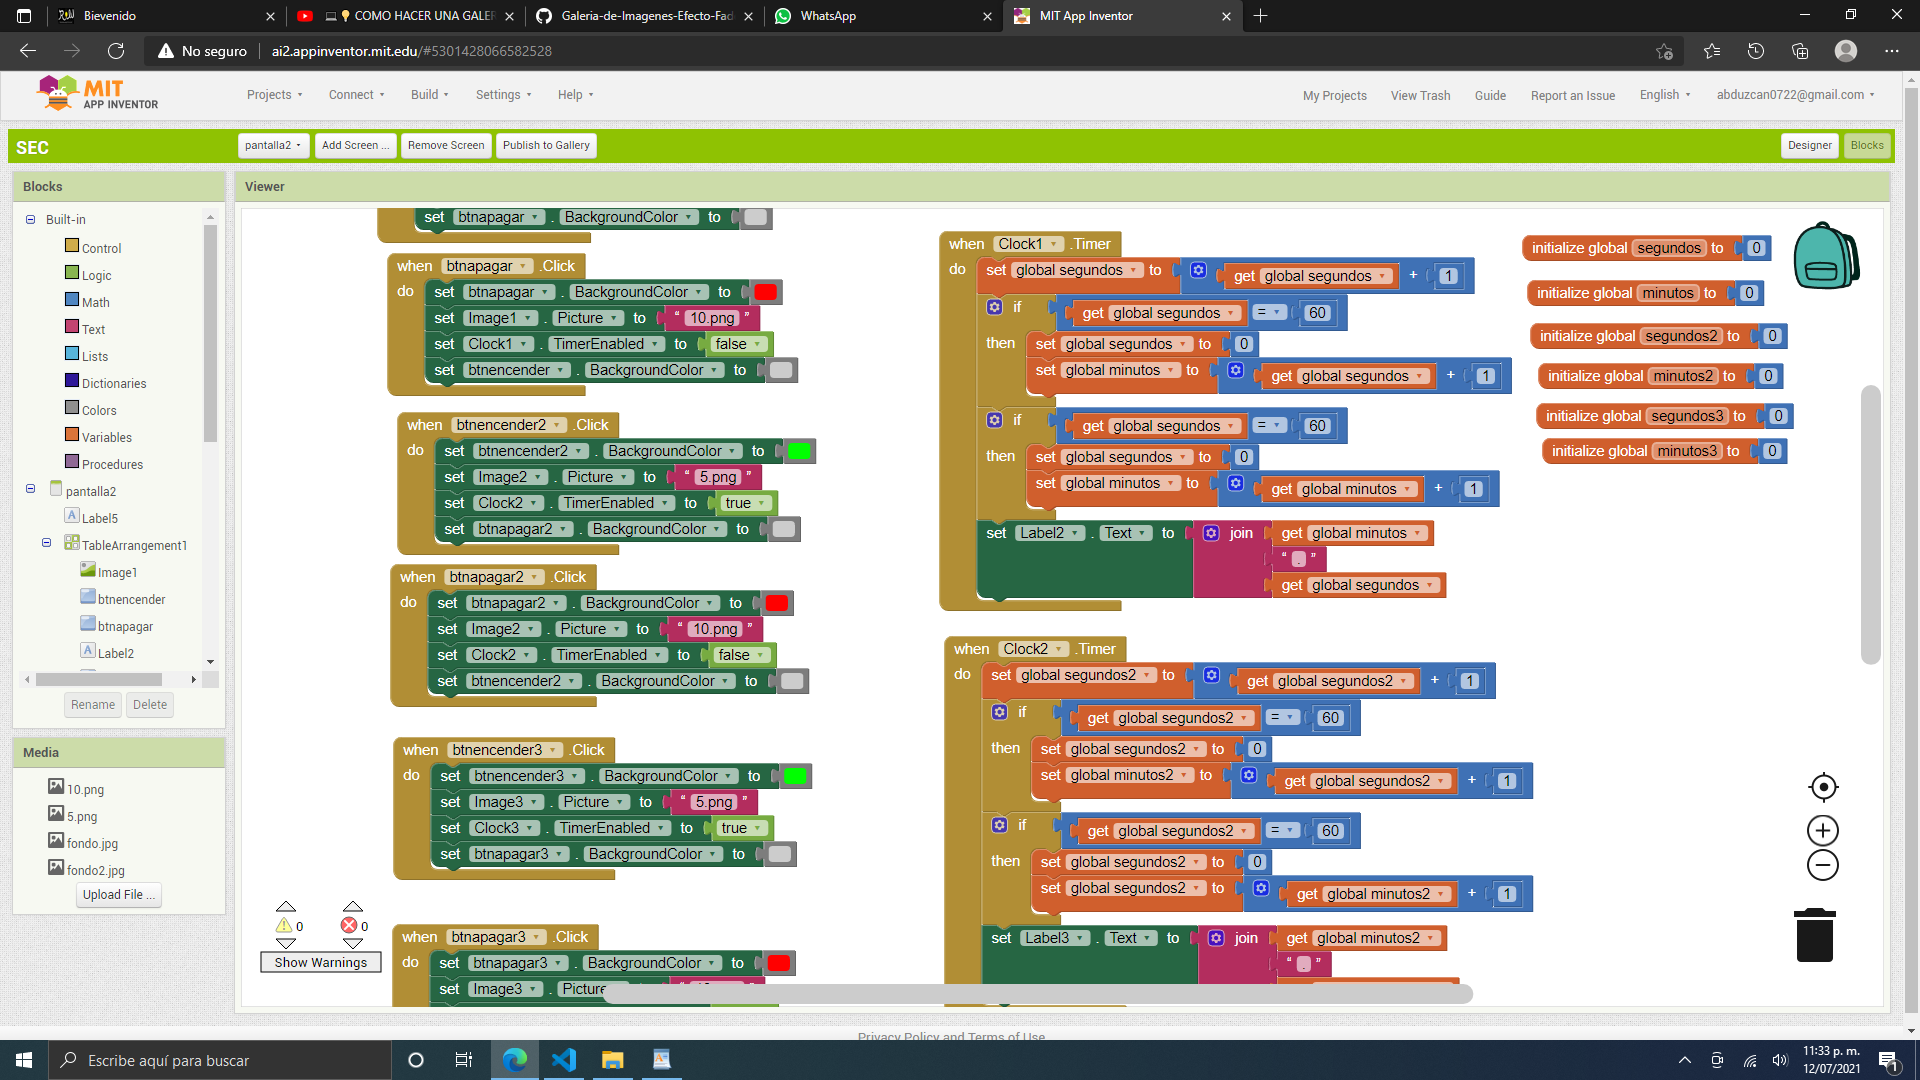 Bievenido
COMO HACER UNA GALER
Galeria-de-Imagenes-Efecto-Fad
WhatsApp
MIT App Inventor
No seguro
ai2.appinventor.mit.edu/#5301428066582528
MIT
APP INVENTOR
Projects
Connect
Build
Settings
Help
My Projects
View Trash
Guide
Report an Issue
English
abduzcan0722@gmail.com
SEC
pantalla2
Add Screen ...
Remove Screen
Publish to Gallery
Designer
Blocks
Blocks
Built-in
Control
Logic
Math
Text
Lists
Dictionaries
Colors
Variables
Procedures
pantalla2
Label5
TableArrangement1
Image1
btnencender
btnapagar
Label2
Rename
Delete
Media
10.png
5.png
fondo.jpg
fondo2.jpg
Upload File ...
Viewer
set btnapagar . BackgroundColor to
when btnapagar .Click
do set btnapagar . BackgroundColor to
set Image1 . Picture to " 10.png "
set Clock1 . TimerEnabled to false
set btnencender . BackgroundColor to
when btnencender2 .Click
do set btnencender2 . BackgroundColor to
set Image2 . Picture to " 5.png "
set Clock2 . TimerEnabled to true
set btnapagar2 . BackgroundColor to
when btnapagar2 .Click
do set btnapagar2 . BackgroundColor to
set Image2 . Picture to " 10.png "
set Clock2 . TimerEnabled to false
set btnencender2 . BackgroundColor to
when btnencender3 .Click
do set btnencender3 . BackgroundColor to
set Image3 . Picture to " 5.png "
set Clock3 . TimerEnabled to true
set btnapagar3 . BackgroundColor to
when btnapagar3 .Click
do set btnapagar3 . BackgroundColor to
set Image3 . Picture
0
0
Show Warnings
when Clock1 .Timer
do set global segundos to get global segundos + 1
if get global segundos = 60
then set global segundos to 0
set global minutos to get global segundos + 1
if get global segundos = 60
then set global segundos to 0
set global minutos to get global minutos + 1
set Label2 . Text to join get global minutos
" . "
get global segundos
when Clock2 .Timer
do set global segundos2 to get global segundos2 + 1
if get global segundos2 = 60
then set global segundos2 to 0
set global minutos2 to get global segundos2 + 1
if get global segundos2 = 60
then set global segundos2 to 0
set global segundos2 to get global minutos2 + 1
set Label3 . Text to join get global minutos2
" . "
initialize global segundos to 0
initialize global minutos to 0
initialize global segundos2 to 0
initialize global minutos2 to 0
initialize global segundos3 to 0
initialize global minutos3 to 0
Privacy Policy and Terms of Use
Escribe aquí para buscar
11:33 p. m.
12/07/2021
1